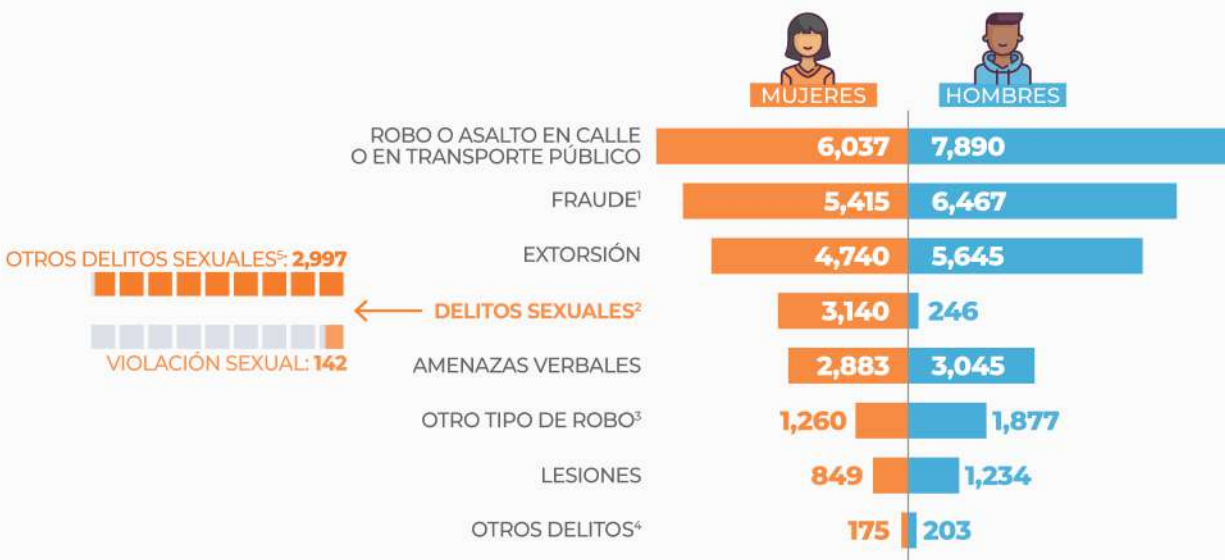 MUJERES HOMBRES
ROBO O ASALTO EN CALLE
O EN TRANSPORTE PÚBLICO
6,037 7,890
FRAUDE¹
5,415 6,467
EXTORSIÓN
4,740 5,645
OTROS DELITOS SEXUALES⁵: 2,997
DELITOS SEXUALES²
3,140 246
VIOLACIÓN SEXUAL: 142
AMENAZAS VERBALES
2,883 3,045
OTRO TIPO DE ROBO³
1,260 1,877
LESIONES
849 1,234
OTROS DELITOS⁴
175 203